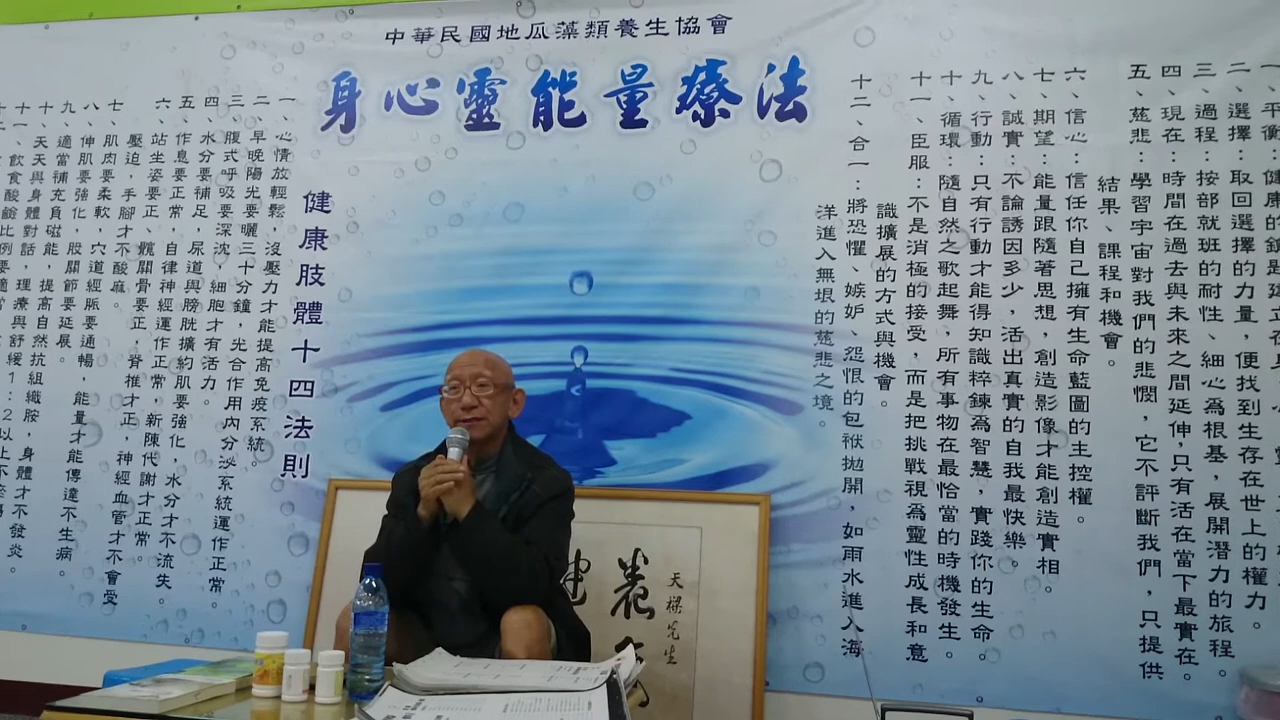 中華民國地瓜藻類養生協會
身心靈能量療法
一、平衡：健康的
二、選擇：取回選擇的力量，便找到生存在世上的權力。
三、過程：按部就班的耐性、細心為根基，展開潛力的旅程。
四、現在：時間在過去與未來之間延伸，只有活在當下最實在。
五、慈悲：學習宇宙對我們的悲憫，它不評斷我們，只提供
結果、課程和機會。
六、信心：信任你自己擁有生命藍圖的主控權。
七、期望：能量跟隨著思想，創造影像才能創造實相。
八、誠實：不論誘因多少，活出真實的自我最快樂。
九、行動：只有行動才能得知識粹鍊為智慧，實踐你的生命。
十、循環：隨自然之歌起舞，所有事物在最恰當的時機發生。
十一、臣服：不是消極的接受，而是把挑戰視為靈性成長和意
識擴展的方式與機會。
十二、合一：將恐懼、嫉妒、怨恨的包袱拋開，如雨水進入海
洋進入無垠的慈悲之境。
健康肢體十四法則
一、心情放輕鬆，沒壓力才能提高免疫系統。
二、早晚陽光要曬三十分鐘，光合作用內分泌系統運作正常。
三、腹式呼吸要深沈，細胞才有活力。
四、水分要補足，尿道與膀胱擴約肌要強化，水分才不流失。
五、作息要正常，自律神經運作正常，新陳代謝才正常。
六、站坐姿要正、髖關骨要正，脊椎才正，神經血管才不會受
壓迫，手腳才不酸麻。
七、肌肉要柔軟，穴道經脈要通暢，能量才能傳達不生病。
八、伸肌要強化，股關節要延展。
九、適當補充負磁能，提高自然抗組織胺，身體才不發炎。
十、天天與身體對話，理療與舒緩
十一、飲食酸鹼比例要適當1:2以上不
十二、
天樑先生
養